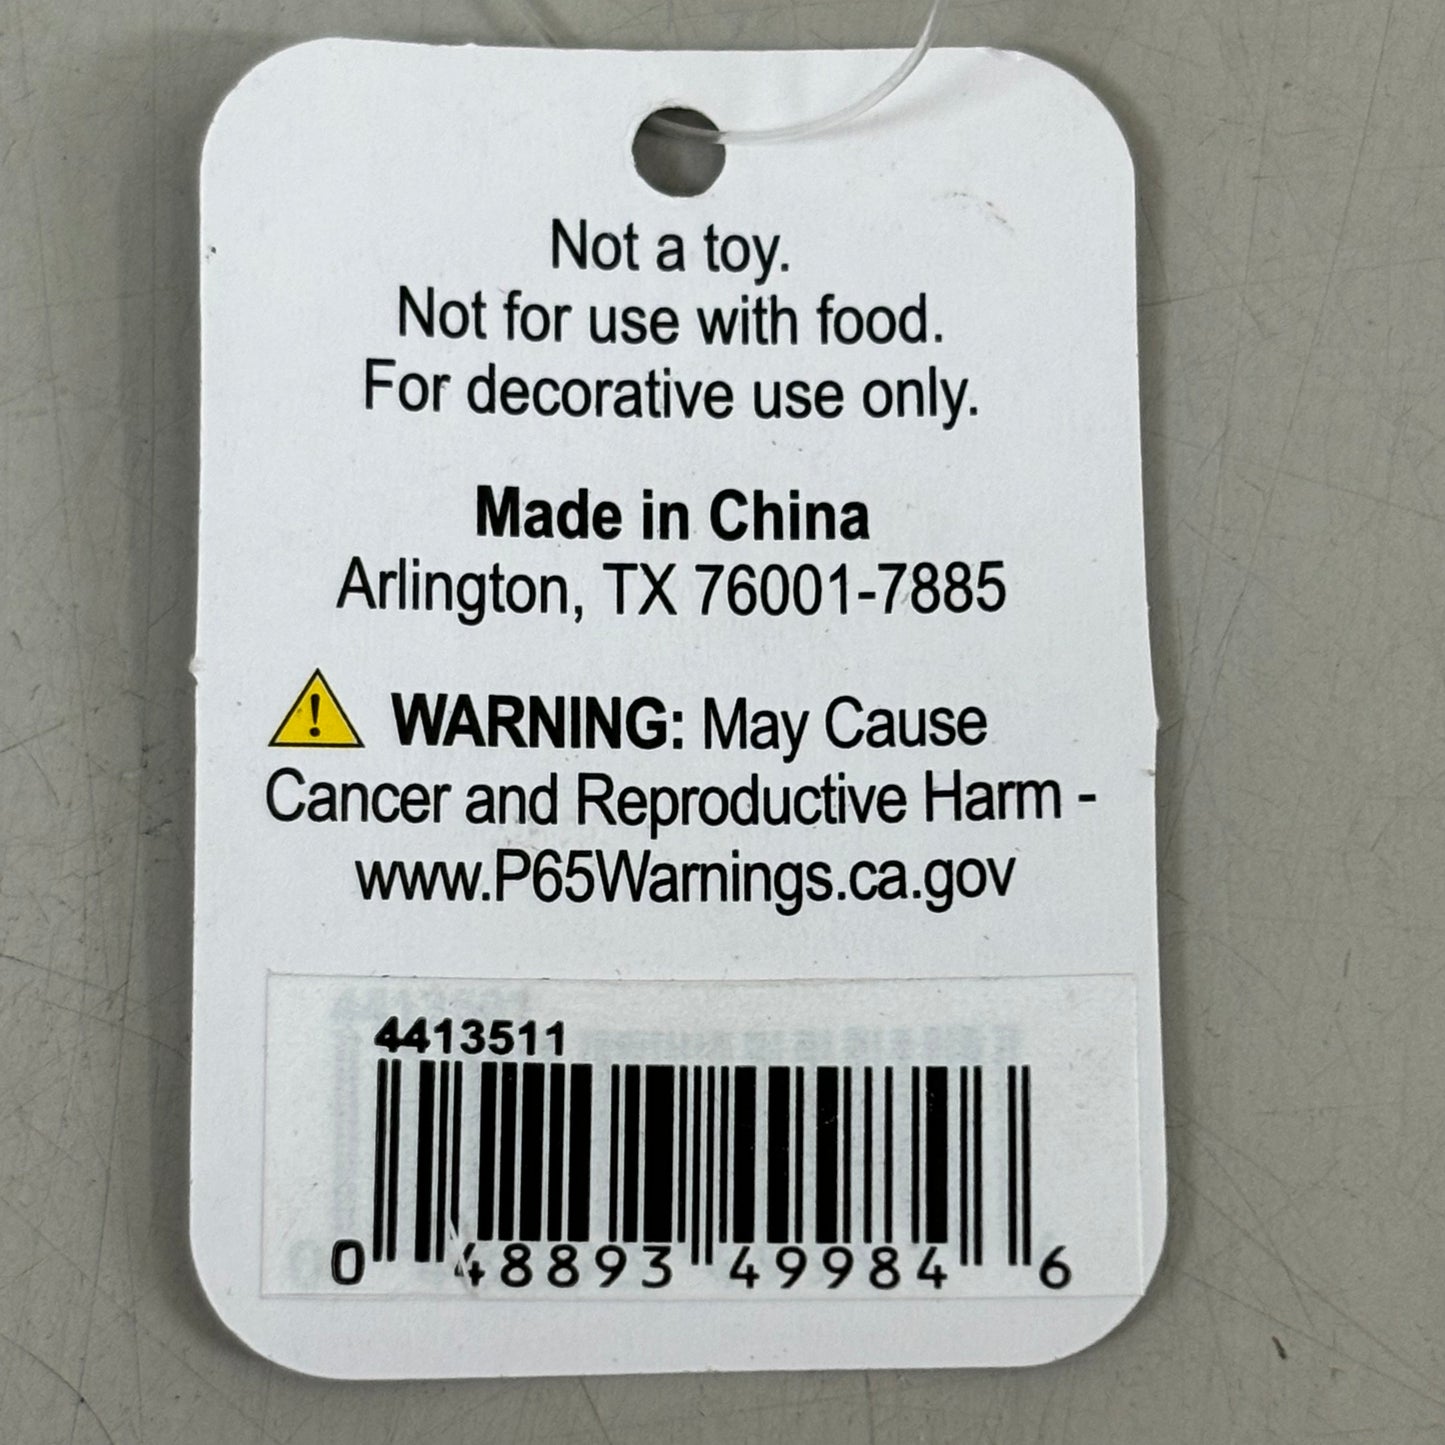 Not a toy.
Not for use with food.
For decorative use only.
Made in China
Arlington, TX 76001-7885
WARNING: May Cause
Cancer and Reproductive Harm -
www.P65Warnings.ca.gov
4413511
0 48893 49984 6